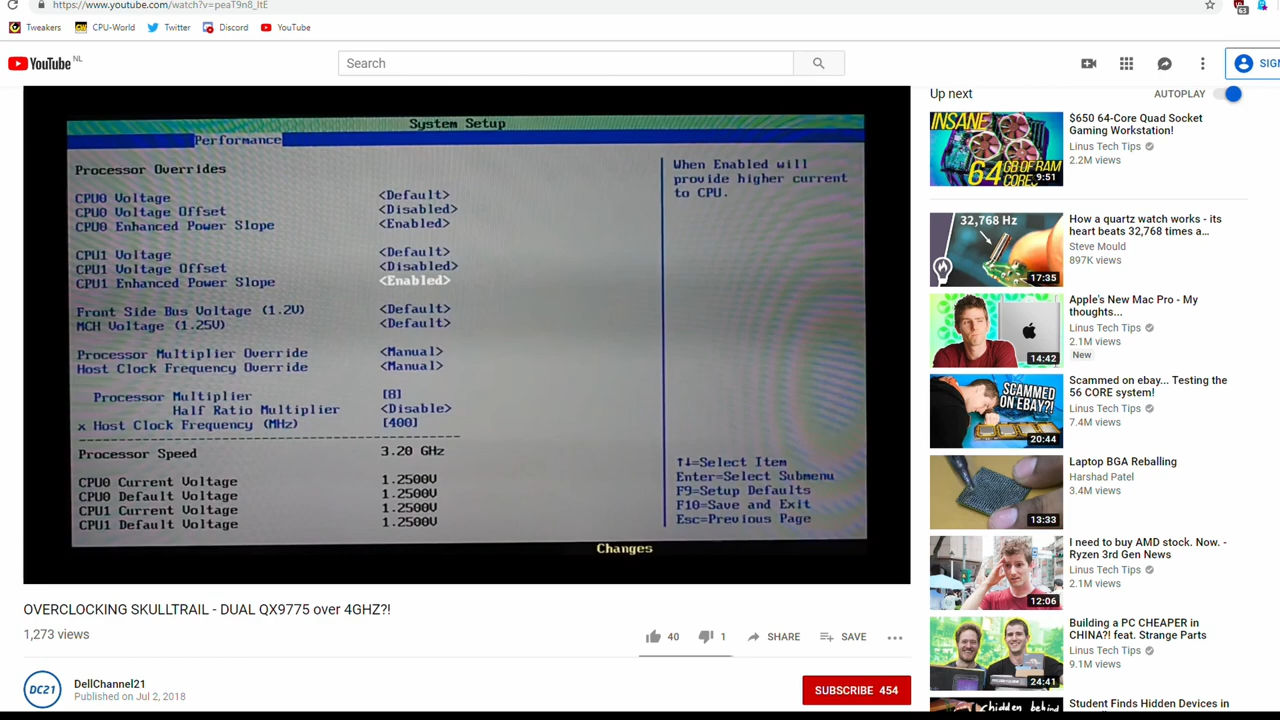 https://www.youtube.com/watch?v=peaT9n8_ltE
Tweakers
CPU-World
Twitter
Discord
YouTube
YouTube NL
Search
SIGN
System Setup
Performance
Processor Overrides
CPU0 Voltage <Default>
CPU0 Voltage Offset <Disabled>
CPU0 Enhanced Power Slope <Enabled>
CPU1 Voltage <Default>
CPU1 Voltage Offset <Disabled>
CPU1 Enhanced Power Slope <Enabled>
Front Side Bus Voltage (1.2V) <Default>
MCH Voltage (1.25V) <Default>
Processor Multiplier Override <Manual>
Host Clock Frequency Override <Manual>
Processor Multiplier [8]
Half Ratio Multiplier <Disable>
x Host Clock Frequency (MHz) [400]
Processor Speed 3.20 GHz
CPU0 Current Voltage 1.2500V
CPU0 Default Voltage 1.2500V
CPU1 Current Voltage 1.2500V
CPU1 Default Voltage 1.2500V
When Enabled will
provide higher current
to CPU.
↑↓=Select Item
Enter=Select Submenu
F9=Setup Defaults
F10=Save and Exit
Esc=Previous Page
Changes
OVERCLOCKING SKULLTRAIL - DUAL QX9775 over 4GHZ?!
1,273 views
40
1
SHARE
SAVE
DC21
DellChannel21
Published on Jul 2, 2018
SUBSCRIBE 454
Up next
AUTOPLAY
INSANE
64 GB OF RAM
CORE
9:51
$650 64-Core Quad Socket
Gaming Workstation!
Linus Tech Tips
2.2M views
32,768 Hz
17:35
How a quartz watch works - its
heart beats 32,768 times a...
Steve Mould
897K views
14:42
Apple's New Mac Pro - My
thoughts...
Linus Tech Tips
2.1M views
New
SCAMMED
ON EBAY?!
20:44
Scammed on ebay... Testing the
56 CORE system!
Linus Tech Tips
7.4M views
13:33
Laptop BGA Reballing
Harshad Patel
3.4M views
12:06
I need to buy AMD stock. Now. -
Ryzen 3rd Gen News
Linus Tech Tips
2.1M views
24:41
Building a PC CHEAPER in
CHINA?! feat. Strange Parts
Linus Tech Tips
9.1M views
hidden behind
Student Finds Hidden Devices in